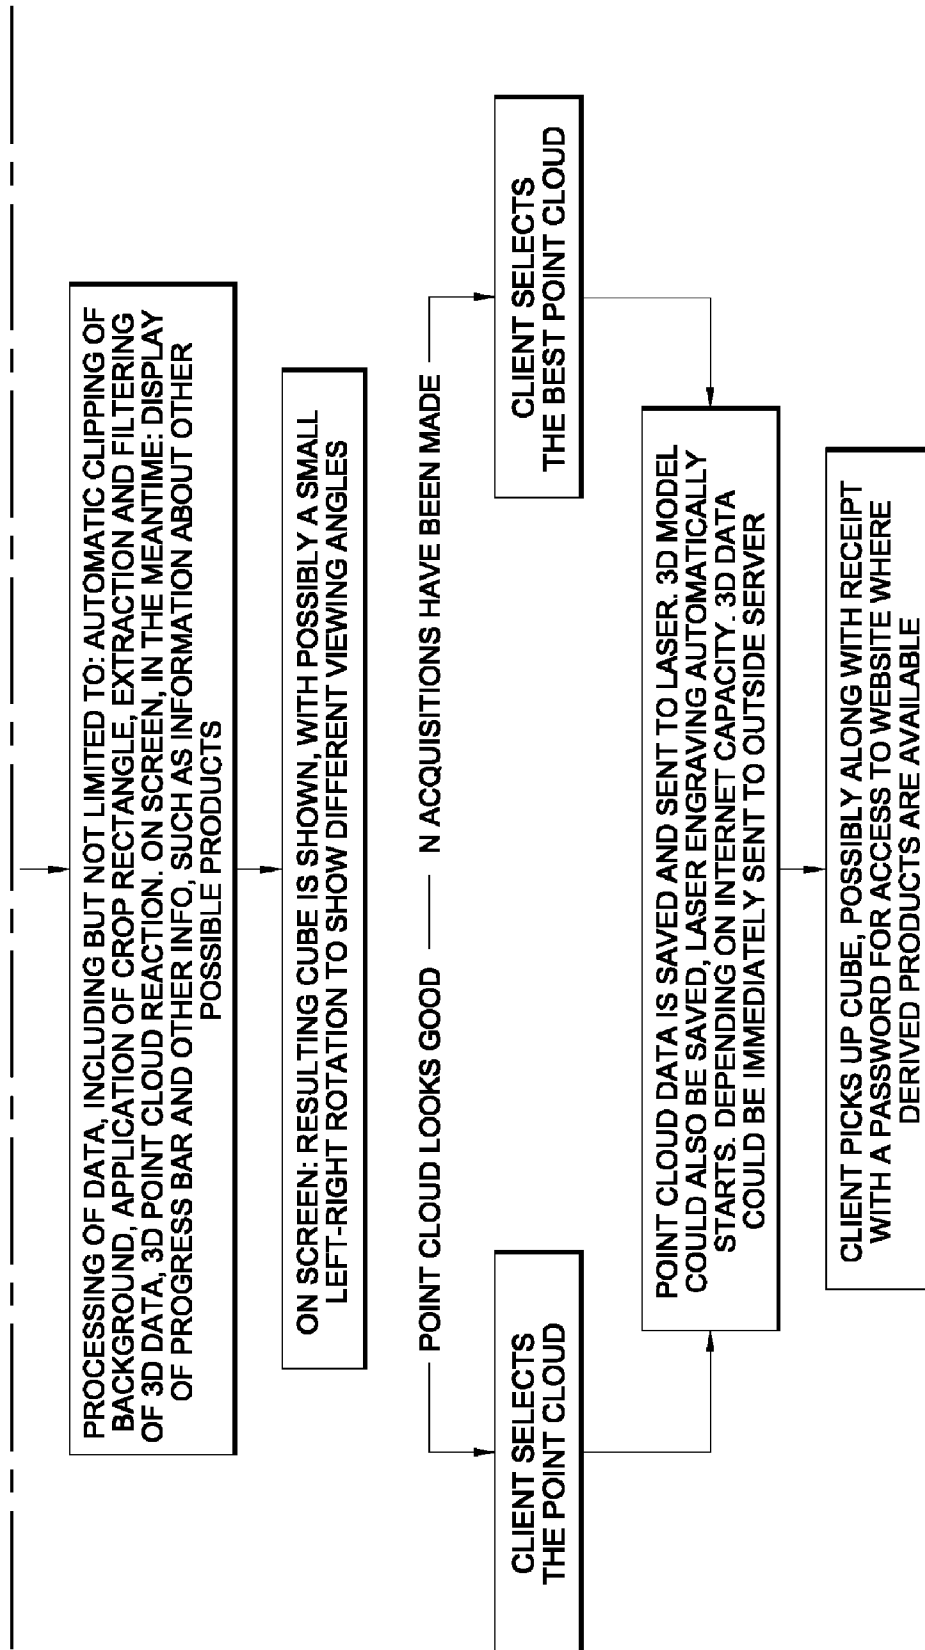 PROCESSING OF DATA, INCLUDING BUT NOT LIMITED TO: AUTOMATIC CLIPPING OF
BACKGROUND, APPLICATION OF CROP RECTANGLE, EXTRACTION AND FILTERING
OF 3D DATA, 3D POINT CLOUD REACTION. ON SCREEN, IN THE MEANTIME: DISPLAY
OF PROGRESS BAR AND OTHER INFO, SUCH AS INFORMATION ABOUT OTHER
POSSIBLE PRODUCTS
ON SCREEN: RESULTING CUBE IS SHOWN, WITH POSSIBLY A SMALL
LEFT-RIGHT ROTATION TO SHOW DIFFERENT VIEWING ANGLES
POINT CLOUD LOOKS GOOD
N ACQUISITIONS HAVE BEEN MADE
CLIENT SELECTS
THE POINT CLOUD
CLIENT SELECTS
THE BEST POINT CLOUD
POINT CLOUD DATA IS SAVED AND SENT TO LASER. 3D MODEL
COULD ALSO BE SAVED, LASER ENGRAVING AUTOMATICALLY
STARTS. DEPENDING ON INTERNET CAPACITY. 3D DATA
COULD BE IMMEDIATELY SENT TO OUTSIDE SERVER
CLIENT PICKS UP CUBE, POSSIBLY ALONG WITH RECEIPT
WITH A PASSWORD FOR ACCESS TO WEBSITE WHERE
DERIVED PRODUCTS ARE AVAILABLE